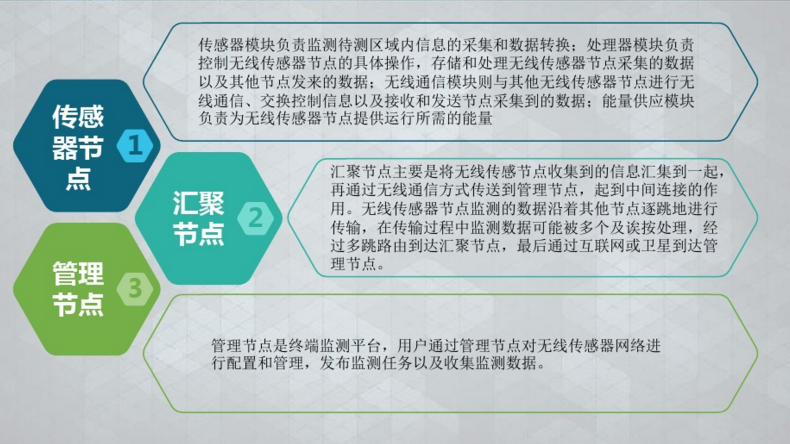 传感器模块负责监测待测区域内信息的采集和数据转换；处理器模块负责
控制无线传感器节点的具体操作，存储和处理无线传感器节点采集的数据
以及其他节点发来的数据；无线通信模块则与其他无线传感器节点进行无
线通信、交换控制信息以及接收和发送节点采集到的数据；能量供应模块
负责为无线传感器节点提供运行所需的能量
传感
器节
点
1
汇聚节点主要是将无线传感节点收集到的信息汇集到一起，
再通过无线通信方式传送到管理节点，起到中间连接的作
用。无线传感器节点监测的数据沿着其他节点逐跳地进行
传输，在传输过程中监测数据可能被多个及诶按处理，经
过多跳路由到达汇聚节点，最后通过互联网或卫星到达管
理节点。
汇聚
节点
2
管理
节点
3
管理节点是终端监测平台，用户通过管理节点对无线传感器网络进
行配置和管理，发布监测任务以及收集监测数据。